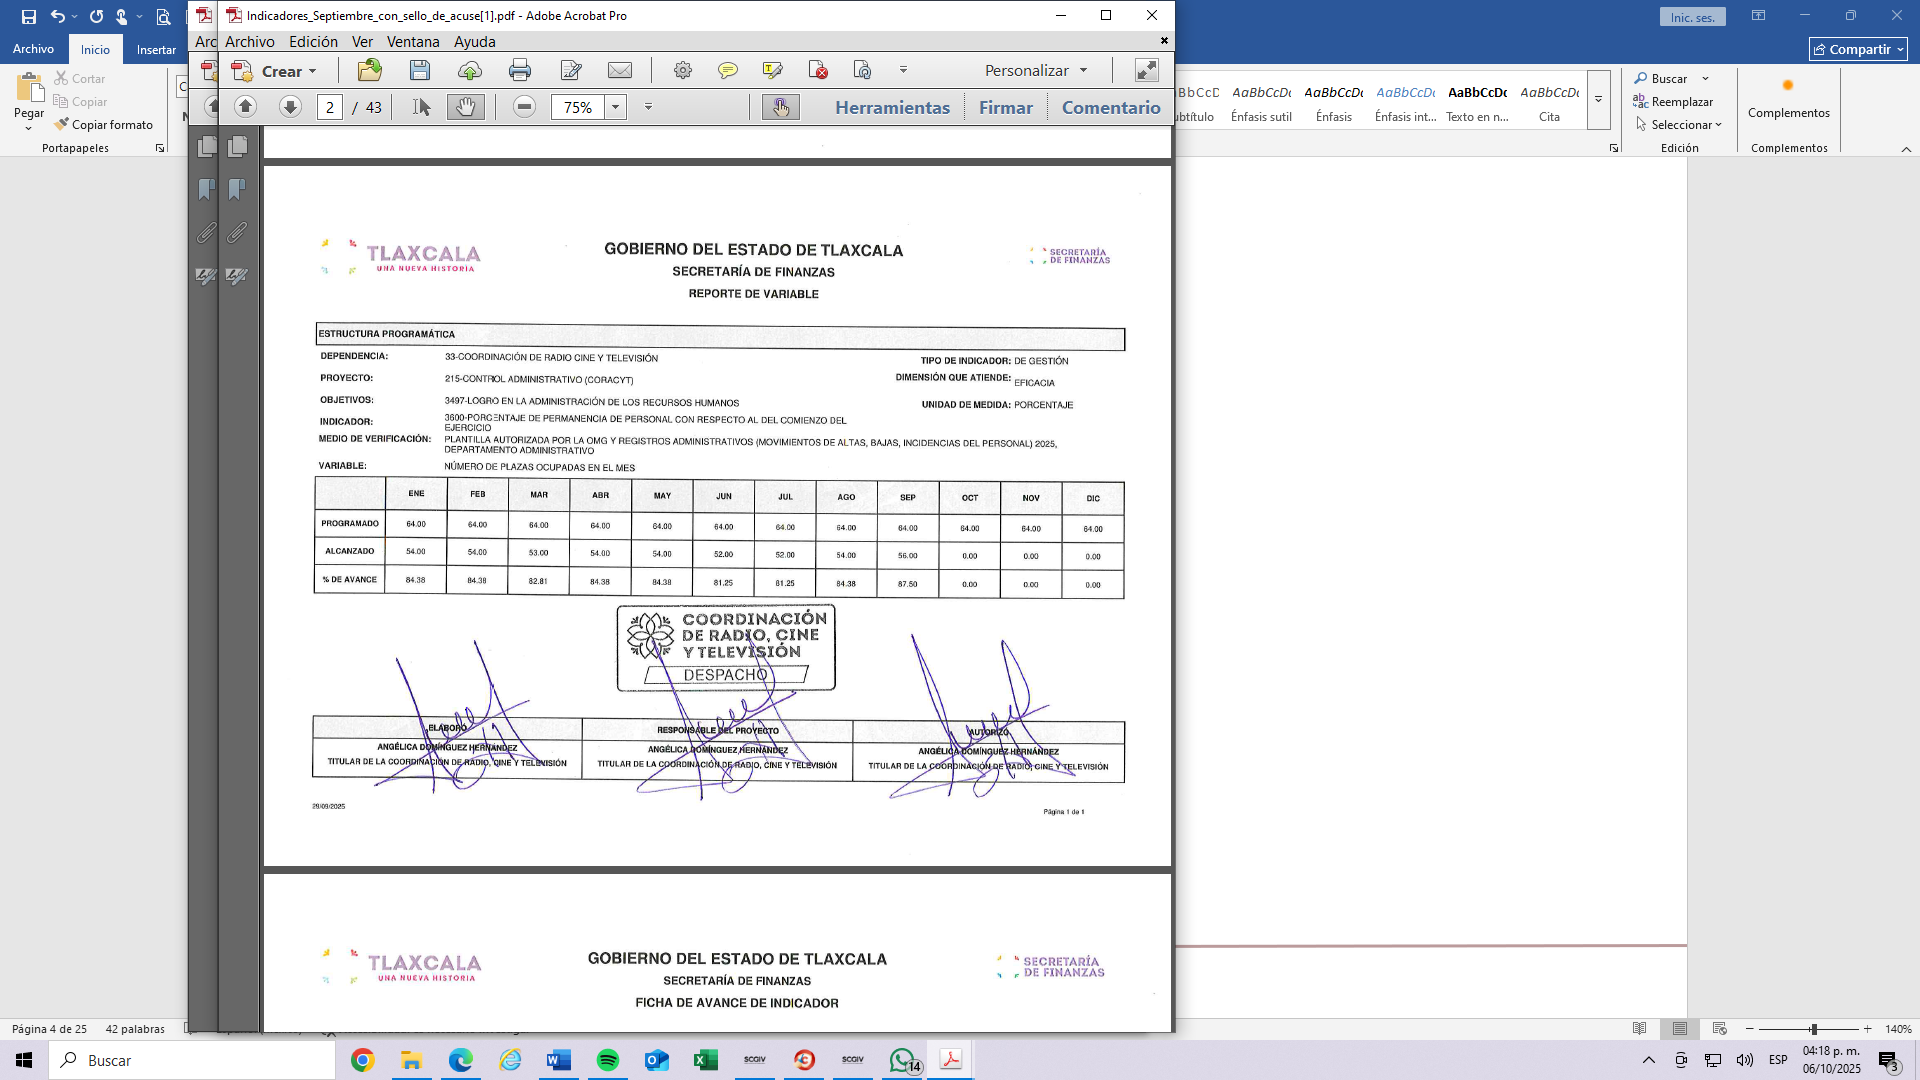 Indicadores_Septiembre_con_sello_de_acuse[1].pdf - Adobe Acrobat Pro
Inic. ses.
Archivo Inicio Insertar
Archivo Edición Ver Ventana Ayuda
Compartir
Cortar
Copiar
Copiar formato
Pegar
Portapapeles
Crear
Personalizar
2 / 43
75%
Herramientas Firmar Comentario
AaBbCcDc AaBbCcDc AaBbCcDc AaBbCcDc AaBbCcDc
Énfasis sutil Énfasis Énfasis int... Texto en n... Cita
Buscar
Reemplazar
Seleccionar
Edición
Complementos
Complementos
TLAXCALA
UNA NUEVA HISTORIA
GOBIERNO DEL ESTADO DE TLAXCALA
SECRETARÍA DE FINANZAS
REPORTE DE VARIABLE
SECRETARÍA
DE FINANZAS
ESTRUCTURA PROGRAMÁTICA
DEPENDENCIA: 33-COORDINACIÓN DE RADIO CINE Y TELEVISIÓN TIPO DE INDICADOR: DE GESTIÓN
PROYECTO: 215-CONTROL ADMINISTRATIVO (CORACYT) DIMENSIÓN QUE ATIENDE: EFICACIA
OBJETIVOS: 3497-LOGRO EN LA ADMINISTRACIÓN DE LOS RECURSOS HUMANOS UNIDAD DE MEDIDA: PORCENTAJE
INDICADOR: 3600-PORCENTAJE DE PERMANENCIA DE PERSONAL CON RESPECTO AL DEL COMIENZO DEL
EJERCICIO
MEDIO DE VERIFICACIÓN: PLANTILLA AUTORIZADA POR LA OMG Y REGISTROS ADMINISTRATIVOS (MOVIMIENTOS DE ALTAS, BAJAS, INCIDENCIAS DEL PERSONAL) 2025,
DEPARTAMENTO ADMINISTRATIVO
VARIABLE: NÚMERO DE PLAZAS OCUPADAS EN EL MES
ENE FEB MAR ABR MAY JUN JUL AGO SEP OCT NOV DIC
PROGRAMADO 64.00 64.00 64.00 64.00 64.00 64.00 64.00 64.00 64.00 64.00 64.00 64.00
ALCANZADO 54.00 54.00 53.00 54.00 54.00 52.00 52.00 54.00 56.00 0.00 0.00 0.00
% DE AVANCE 84.38 84.38 82.81 84.38 84.38 81.25 81.25 84.38 87.50 0.00 0.00 0.00
COORDINACIÓN
DE RADIO, CINE
Y TELEVISIÓN
DESPACHO
ELABORÓ RESPONSABLE DEL PROYECTO AUTORIZÓ
ANGÉLICA DOMÍNGUEZ HERNÁNDEZ ANGÉLICA DOMÍNGUEZ HERNÁNDEZ ANGÉLICA DOMÍNGUEZ HERNÁNDEZ
TITULAR DE LA COORDINACIÓN DE RADIO, CINE Y TELEVISIÓN TITULAR DE LA COORDINACIÓN DE RADIO, CINE Y TELEVISIÓN TITULAR DE LA COORDINACIÓN DE RADIO, CINE Y TELEVISIÓN
29/09/2025
Página 1 de 1
TLAXCALA
UNA NUEVA HISTORIA
GOBIERNO DEL ESTADO DE TLAXCALA
SECRETARÍA DE FINANZAS
FICHA DE AVANCE DE INDICADOR
SECRETARÍA
DE FINANZAS
Página 4 de 25 42 palabras
140%
Buscar
SCGIV
SCGIV
14
ESP
04:18 p. m.
06/10/2025
3